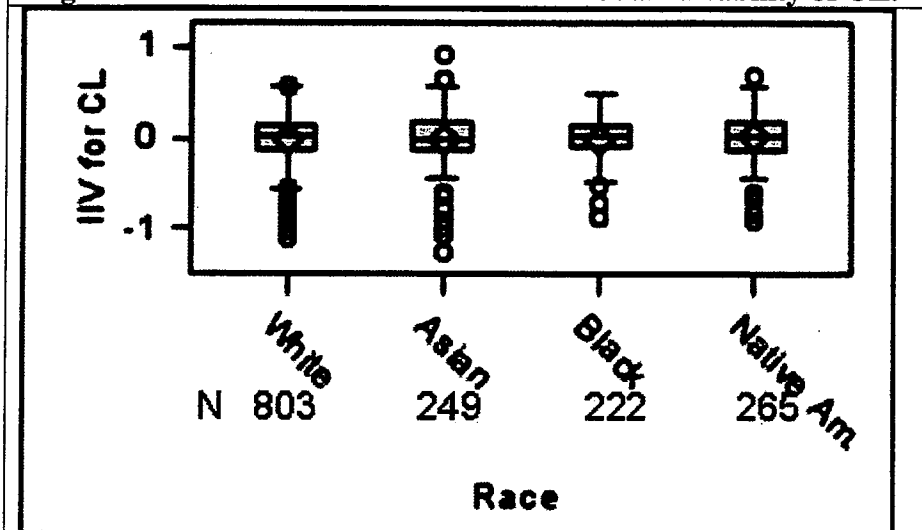 1
0
-1
IIV for CL
White
Asian
Black
Native Am.
N 803 249 222 265
Race